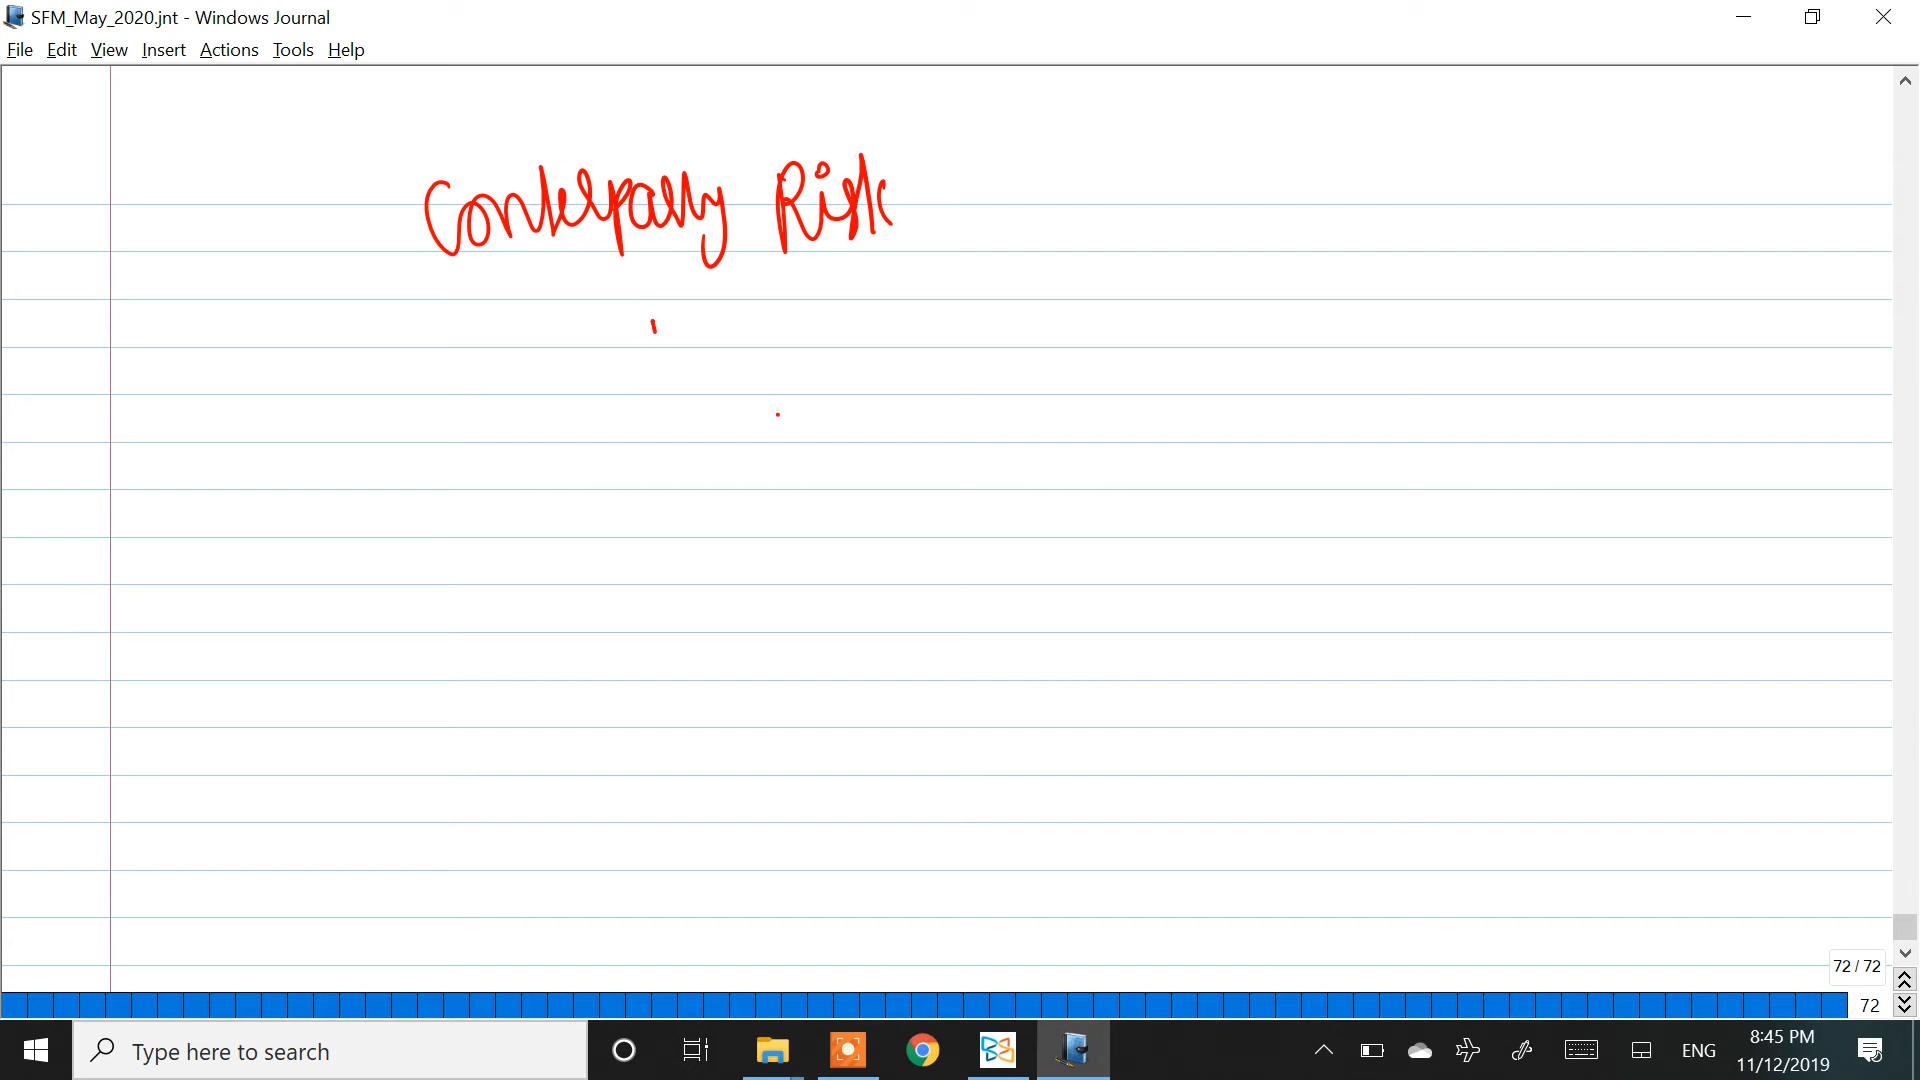 SFM_May_2020.jnt - Windows Journal
File Edit View Insert Actions Tools Help
Conterparty Risk
72 / 72
72
Type here to search
ENG
8:45 PM
11/12/2019